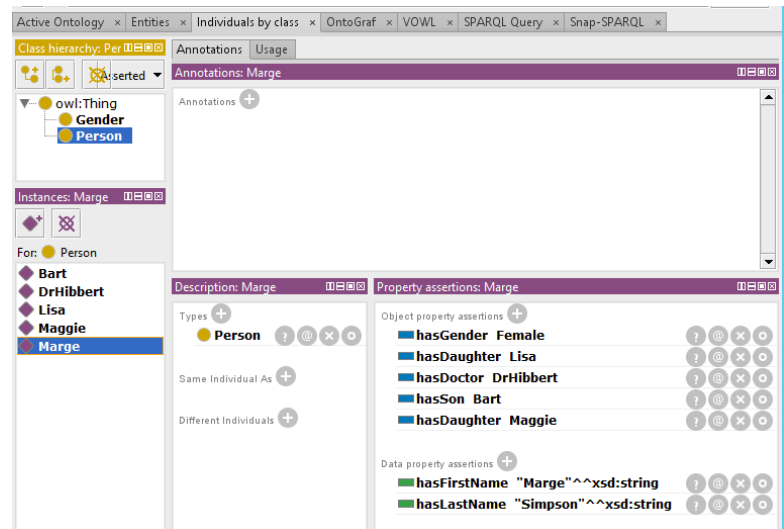 Active Ontology × Entities × Individuals by class × OntoGraf × VOWL × SPARQL Query × Snap-SPARQL ×
Class hierarchy: Per
Asserted
owl:Thing
Gender
Person
Annotations Usage
Annotations: Marge
Annotations
Instances: Marge
For: Person
Bart
DrHibbert
Lisa
Maggie
Marge
Description: Marge
Types
Person
Same Individual As
Different Individuals
Property assertions: Marge
Object property assertions
hasGender Female
hasDaughter Lisa
hasDoctor DrHibbert
hasSon Bart
hasDaughter Maggie
Data property assertions
hasFirstName "Marge"^^xsd:string
hasLastName "Simpson"^^xsd:string